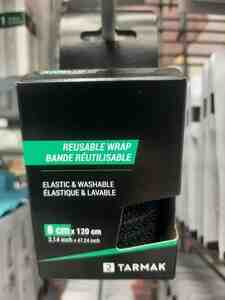 REUSABLE WRAP
BANDE RÉUTILISABLE
ELASTIC & WASHABLE
ÉLASTIQUE & LAVABLE
8 cm x 120 cm
3.14 inch x 47.24 inch
TARMAK